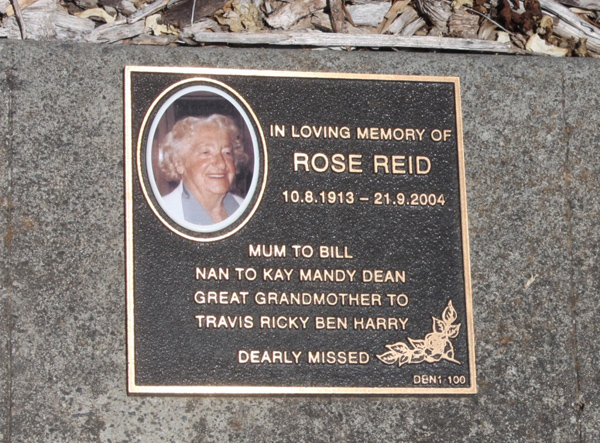 IN LOVING MEMORY OF
ROSE REID
10.8.1913 – 21.9.2004
MUM TO BILL
NAN TO KAY MANDY DEAN
GREAT GRANDMOTHER TO
TRAVIS RICKY BEN HARRY
DEARLY MISSED
DEN1 100